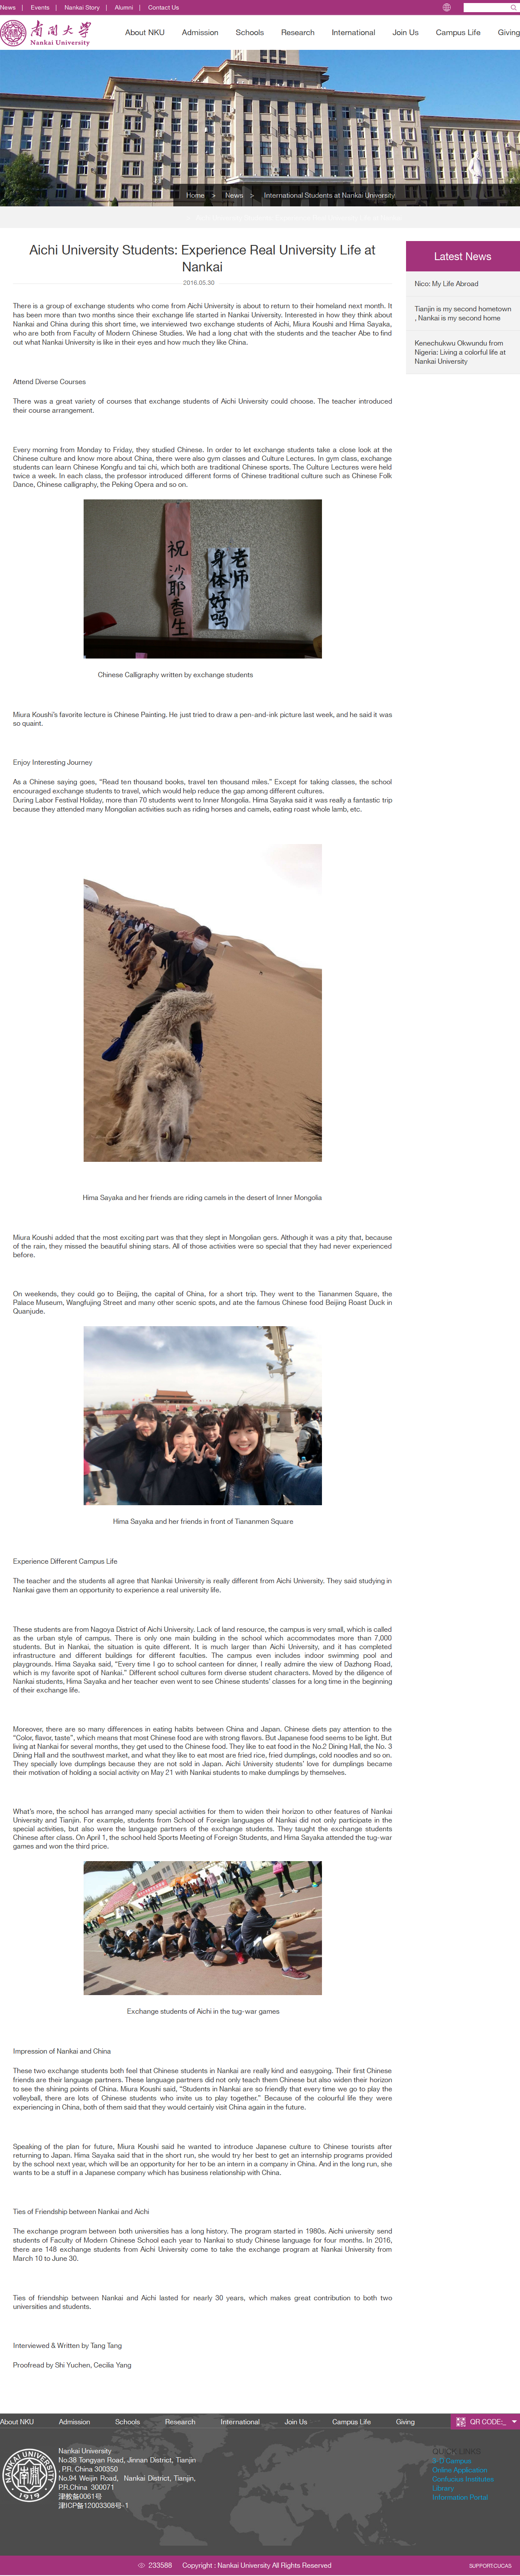 News | Events | Nankai Story | Alumni | Contact Us
南開大學
Nankai University
About NKU Admission Schools Research International Join Us Campus Life Giving
Home > News > International Students at Nankai University
Aichi University Students: Experience Real University Life at
Nankai
2016.05.30
Latest News
Nico: My Life Abroad
Tianjin is my second hometown
, Nankai is my second home
Kenechukwu Okwundu from
Nigeria: Living a colorful life at
Nankai University
There is a group of exchange students who come from Aichi University is about to return to their homeland next month. It
has been more than two months since their exchange life started in Nankai University. Interested in how they think about
Nankai and China during this short time, we interviewed two exchange students of Aichi, Miura Koushi and Hima Sayaka,
who are both from Faculty of Modern Chinese Studies. We had a long chat with the students and the teacher Abe to find
out what Nankai University is like in their eyes and how much they like China.
Attend Diverse Courses
There was a great variety of courses that exchange students of Aichi University could choose. The teacher introduced
their course arrangement.
Every morning from Monday to Friday, they studied Chinese. In order to let exchange students take a close look at the
Chinese culture and know more about China, there were also gym classes and Culture Lectures. In gym class, exchange
students can learn Chinese Kongfu and tai chi, which both are traditional Chinese sports. The Culture Lectures were held
twice a week. In each class, the professor introduced different forms of Chinese traditional culture such as Chinese Folk
Dance, Chinese calligraphy, the Peking Opera and so on.
祝沙耶香生
老师
身体好吗
Chinese Calligraphy written by exchange students
Miura Koushi's favorite lecture is Chinese Painting. He just tried to draw a pen-and-ink picture last week, and he said it was
so quaint.
Enjoy Interesting Journey
As a Chinese saying goes, “Read ten thousand books, travel ten thousand miles.” Except for taking classes, the school
encouraged exchange students to travel, which would help reduce the gap among different cultures.
During Labor Festival Holiday, more than 70 students went to Inner Mongolia. Hima Sayaka said it was really a fantastic trip
because they attended many Mongolian activities such as riding horses and camels, eating roast whole lamb, etc.
Hima Sayaka and her friends are riding camels in the desert of Inner Mongolia
Miura Koushi added that the most exciting part was that they slept in Mongolian gers. Although it was a pity that, because
of the rain, they missed the beautiful shining stars. All of those activities were so special that they had never experienced
before.
On weekends, they could go to Beijing, the capital of China, for a short trip. They went to the Tiananmen Square, the
Palace Museum, Wangfujing Street and many other scenic spots, and ate the famous Chinese food Beijing Roast Duck in
Quanjude.
Hima Sayaka and her friends in front of Tiananmen Square
Experience Different Campus Life
The teacher and the students all agree that Nankai University is really different from Aichi University. They said studying in
Nankai gave them an opportunity to experience a real university life.
These students are from Nagoya District of Aichi University. Lack of land resource, the campus is very small, which is called
as the urban style of campus. There is only one main building in the school which accommodates more than 7,000
students. But in Nankai, the situation is quite different. It is much larger than Aichi University, and it has completed
infrastructure and different buildings for different faculties. The campus even includes indoor swimming pool and
playgrounds. Hima Sayaka said, “Every time I go to school canteen for dinner, I really admire the view of Dazhong Road,
which is my favorite spot of Nankai.” Different school cultures form diverse student characters. Moved by the diligence of
Nankai students, Hima Sayaka and her teacher even went to see Chinese students' classes for a long time in the beginning
of their exchange life.
Moreover, there are so many differences in eating habits between China and Japan. Chinese diets pay attention to the
“Color, flavor, taste”, which means that most Chinese food are with strong flavors. But Japanese food seems to be light. But
living at Nankai for several months, they get used to the Chinese food. They like to eat food in the No.2 Dining Hall, the No. 3
Dining Hall and the southwest market, and what they like to eat most are fried rice, fried dumplings, cold noodles and so on.
They specially love dumplings because they are not sold in Japan. Aichi University students' love for dumplings became
their motivation of holding a social activity on May 21 with Nankai students to make dumplings by themselves.
What's more, the school has arranged many special activities for them to widen their horizon to other features of Nankai
University and Tianjin. For example, students from School of Foreign languages of Nankai did not only participate in the
special activities, but also were the language partners of the exchange students. They taught the exchange students
Chinese after class. On April 1, the school held Sports Meeting of Foreign Students, and Hima Sayaka attended the tug-war
games and won the third price.
Exchange students of Aichi in the tug-war games
Impression of Nankai and China
These two exchange students both feel that Chinese students in Nankai are really kind and easygoing. Their first Chinese
friends are their language partners. These language partners did not only teach them Chinese but also widen their horizon
to see the shining points of China. Miura Koushi said, “Students in Nankai are so friendly that every time we go to play the
volleyball, there are lots of Chinese students who invite us to play together.” Because of the colourful life they were
experiencing in China, both of them said that they would certainly visit China again in the future.
Speaking of the plan for future, Miura Koushi said he wanted to introduce Japanese culture to Chinese tourists after
returning to Japan. Hima Sayaka said that in the short run, she would try her best to get an internship programs provided
by the school next year, which will be an opportunity for her to be an intern in a company in China. And in the long run, she
wants to be a stuff in a Japanese company which has business relationship with China.
Ties of Friendship between Nankai and Aichi
The exchange program between both universities has a long history. The program started in 1980s. Aichi university send
students of Faculty of Modern Chinese School each year to Nankai to study Chinese language for four months. In 2016,
there are 148 exchange students from Aichi University come to take the exchange program at Nankai University from
March 10 to June 30.
Ties of friendship between Nankai and Aichi lasted for nearly 30 years, which makes great contribution to both two
universities and students.
Interviewed & Written by Tang Tang
Proofread by Shi Yuchen, Cecilia Yang
About NKU Admission Schools Research International Join Us Campus Life Giving QR CODE:_
NANKAI UNIVERSITY
1919
Nankai University
No.38 Tongyan Road, Jinnan District, Tianjin
, P.R. China 300350
No.94 Weijin Road, Nankai District, Tianjin,
P.R.China 300071
津教备0061号
津ICP备12003308号-1
QUICK LINKS
3-D Campus
Online Application
Confucius Institutes
Library
Information Portal
233588 Copyright : Nankai University All Rights Reserved SUPPORT:CUCAS